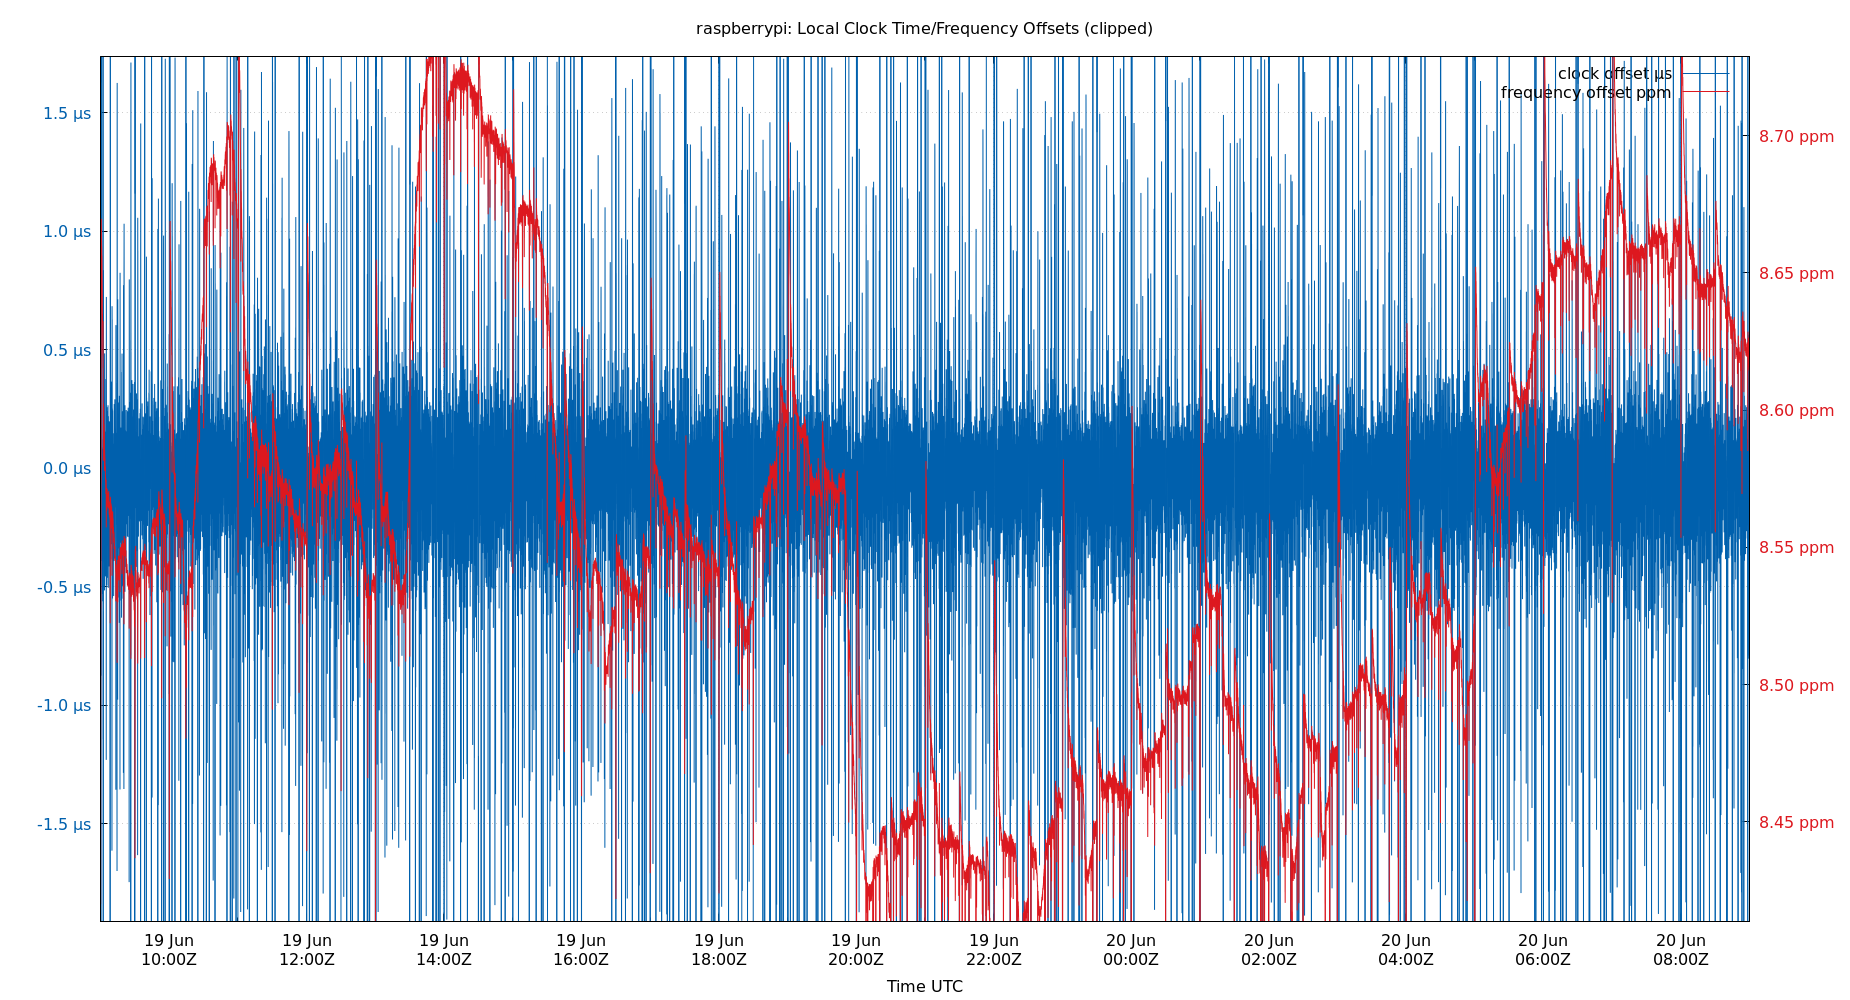 raspberrypi: Local Clock Time/Frequency Offsets (clipped)
clock offset µs
frequency offset ppm
1.5 µs
1.0 µs
0.5 µs
0.0 µs
-0.5 µs
-1.0 µs
-1.5 µs
8.70 ppm
8.65 ppm
8.60 ppm
8.55 ppm
8.50 ppm
8.45 ppm
19 Jun 19 Jun 19 Jun 19 Jun 19 Jun 19 Jun 19 Jun 20 Jun 20 Jun 20 Jun 20 Jun 20 Jun
10:00Z 12:00Z 14:00Z 16:00Z 18:00Z 20:00Z 22:00Z 00:00Z 02:00Z 04:00Z 06:00Z 08:00Z
Time UTC